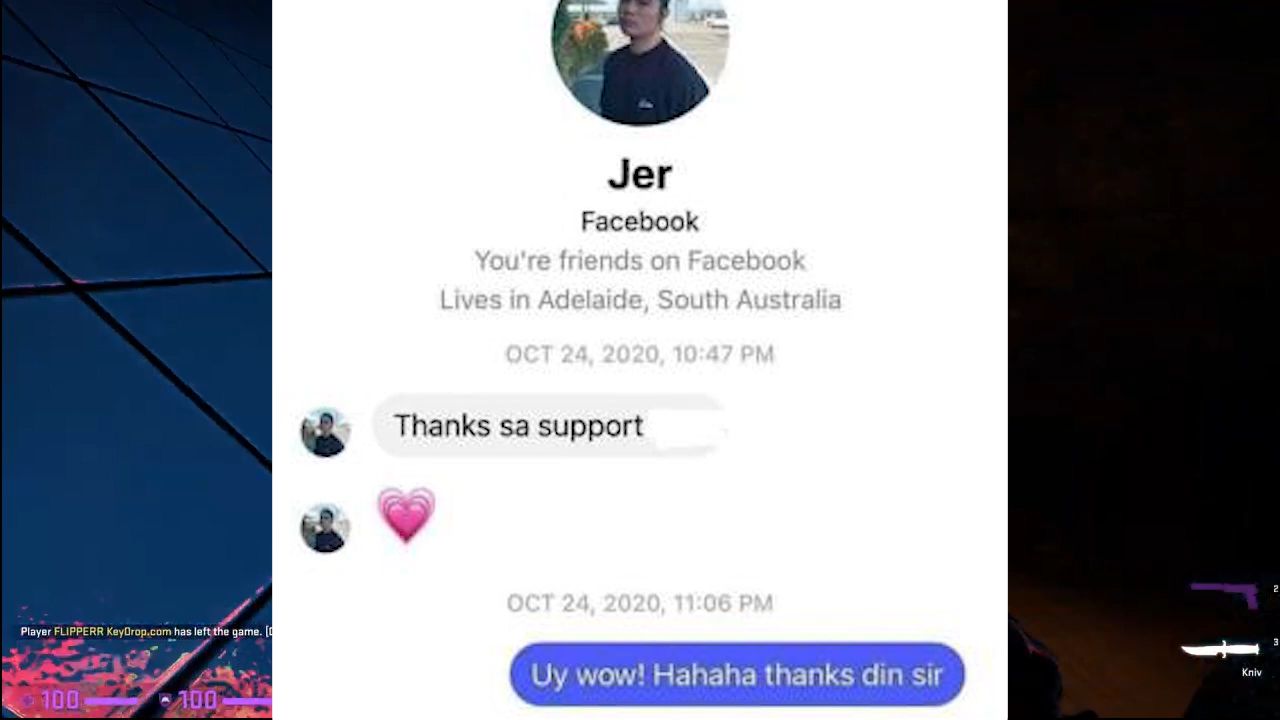 Jer
Facebook
You're friends on Facebook
Lives in Adelaide, South Australia
OCT 24, 2020, 10:47 PM
Thanks sa support
OCT 24, 2020, 11:06 PM
Uy wow! Hahaha thanks din sir
Player FLIPPERR KeyDrop.com has left the game. [D
100
100
2
3
Kniv